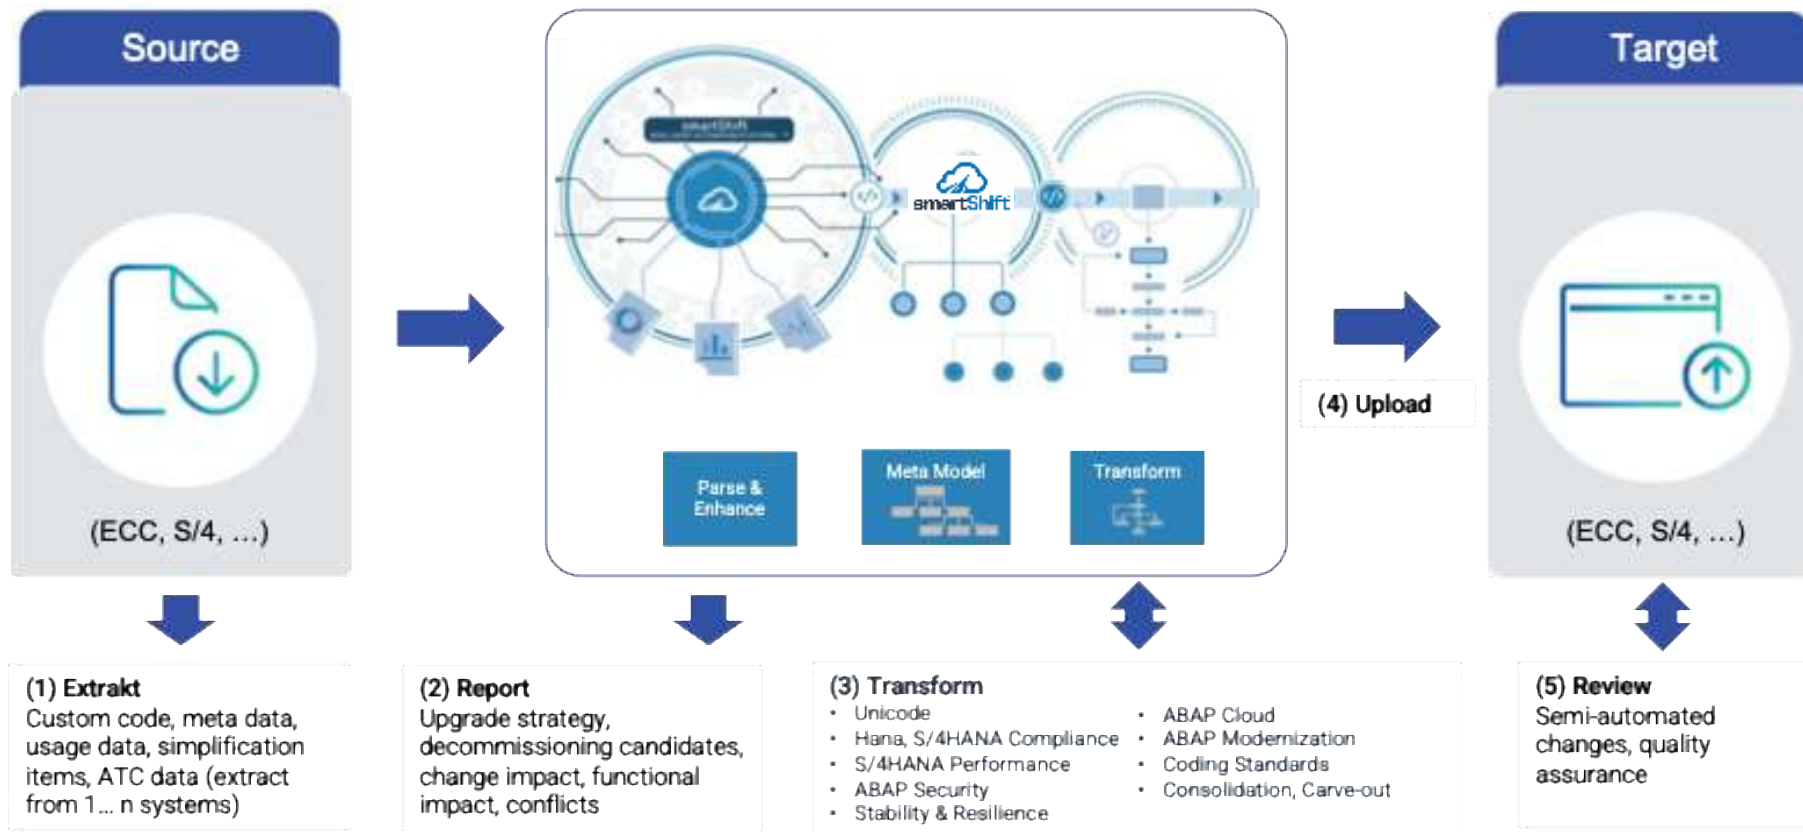 Source
smartShift
smartShift
(ECC, S/4, …)
Parse &
Enhance
Meta Model
Transform
(4) Upload
Target
(ECC, S/4, …)
(1) Extrakt
Custom code, meta data,
usage data, simplification
items, ATC data (extract
from 1... n systems)
(2) Report
Upgrade strategy,
decommissioning candidates,
change impact, functional
impact, conflicts
(3) Transform
• Unicode
• Hana, S/4HANA Compliance
• S/4HANA Performance
• ABAP Security
• Stability & Resilience
• ABAP Cloud
• ABAP Modernization
• Coding Standards
• Consolidation, Carve-out
(5) Review
Semi-automated
changes, quality
assurance